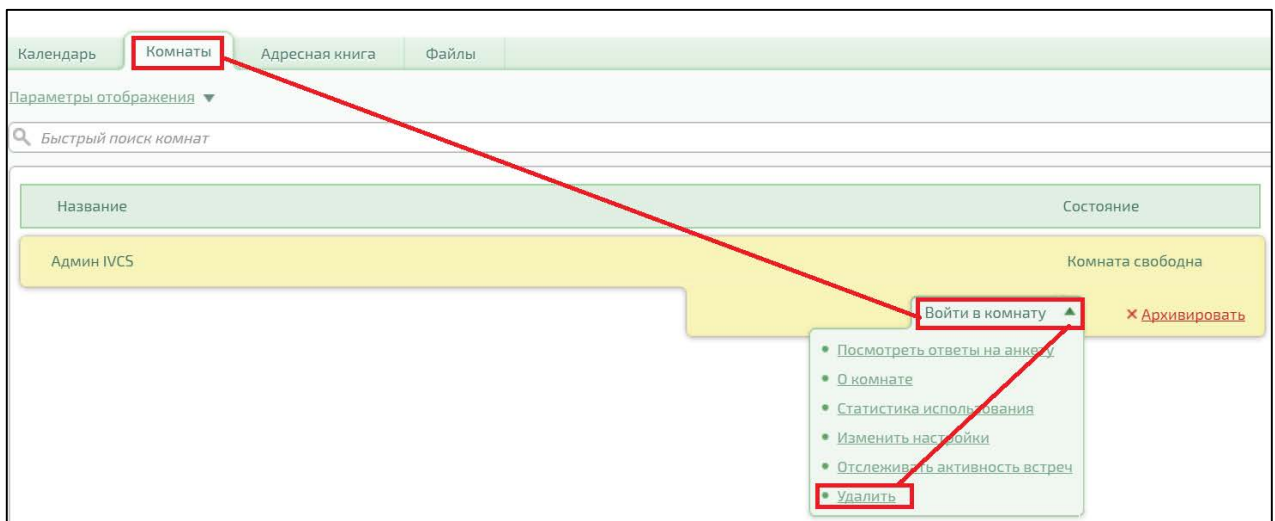 Календарь Комнаты Адресная книга Файлы
Параметры отображения
Быстрый поиск комнат
Название Состояние
Админ IVCS Комната свободна
Войти в комнату Архивировать
Посмотреть ответы на анкету
О комнате
Статистика использования
Изменить настройки
Отслеживать активность встреч
Удалить